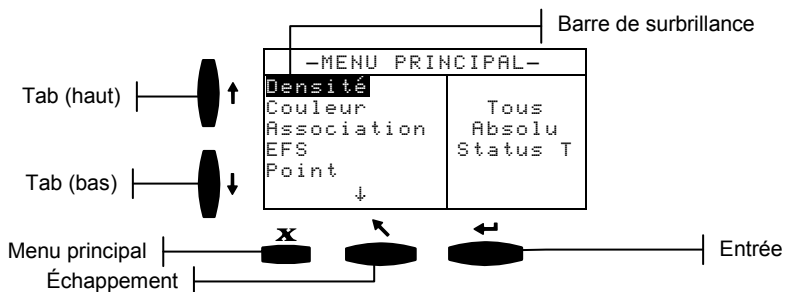 Barre de surbrillance
–MENU PRINCIPAL–
Densité
Couleur
Association
EFS
Point
↓
Tous
Absolu
Status T
Tab (haut)
↑
Tab (bas)
↓
X
↖
↵
Menu principal
Échappement
Entrée